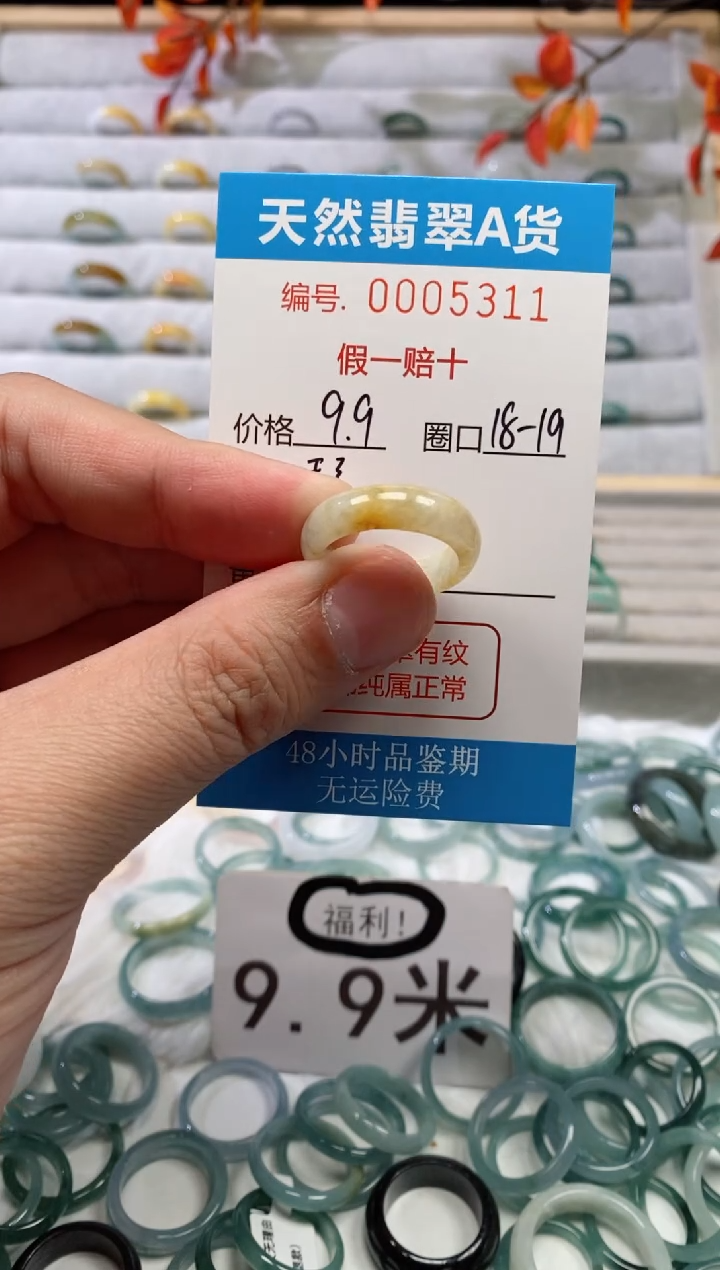 天然翡翠A货
编号. 0005311
假一赔十
价格 9.9 圈口 18-19
有纹
纯属正常
48小时品鉴期
无运险费
福利!
9.9米